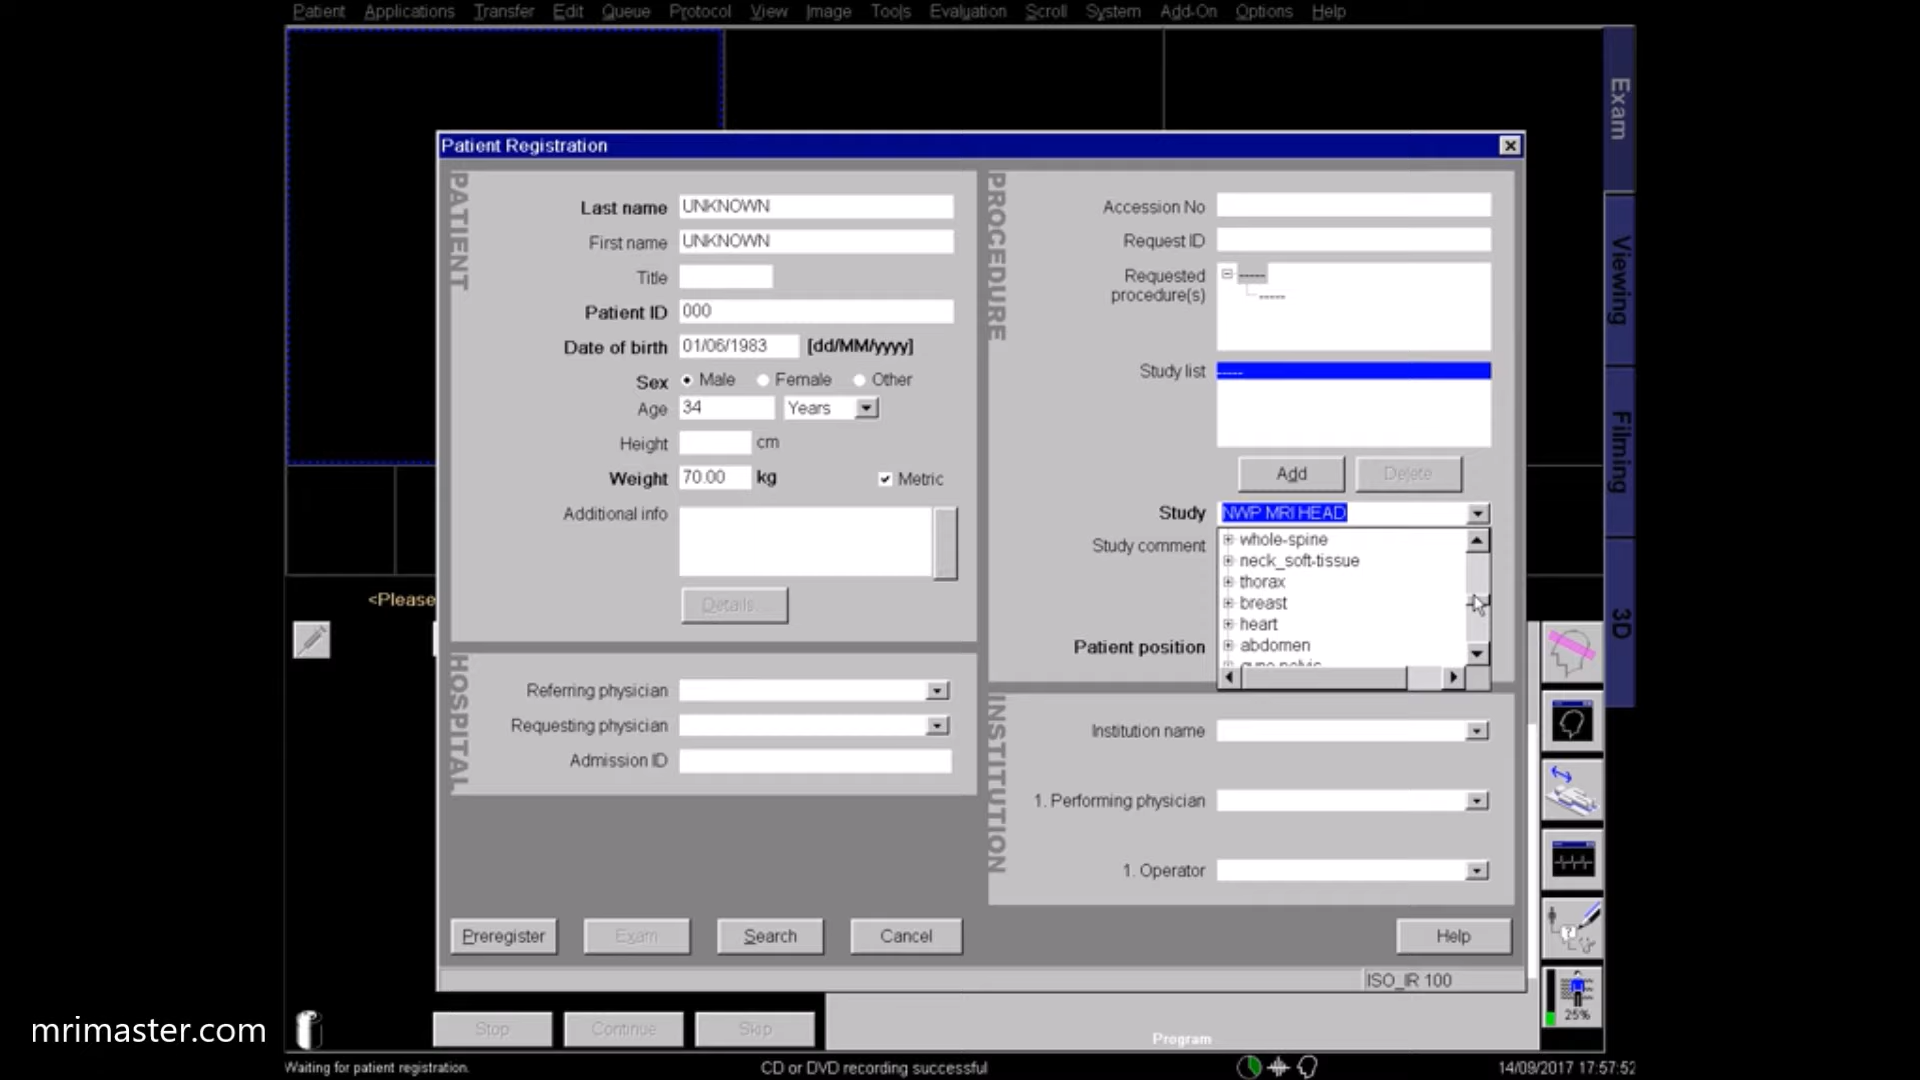 Patient Applications Transfer Edit Queue Protocol View Image Tools Evaluation Scroll System Add-On Options Help
Exam
Viewing
Filming
3D
Patient Registration
PATIENT
Last name UNKNOWN
First name UNKNOWN
Title
Patient ID 000
Date of birth 01/06/1983 [dd/MM/yyyy]
Sex Male Female Other
Age 34 Years
Height cm
Weight 70.00 kg Metric
Additional info
Details...
HOSPITAL
Referring physician
Requesting physician
Admission ID
PROCEDURE
Accession No
Request ID
Requested
procedure(s)
-----
-----
Study list
-----
Add Delete
Study NWP MRI HEAD
Study comment
whole-spine
neck_soft-tissue
thorax
breast
heart
abdomen
Patient position
INSTITUTION
Institution name
1. Performing physician
1. Operator
Preregister Exam Search Cancel Help
ISO_IR 100
<Please
25%
Stop Continue Skip
Program
mrimaster.com
Waiting for patient registration. CD or DVD recording successful 14/09/2017 17:57:52